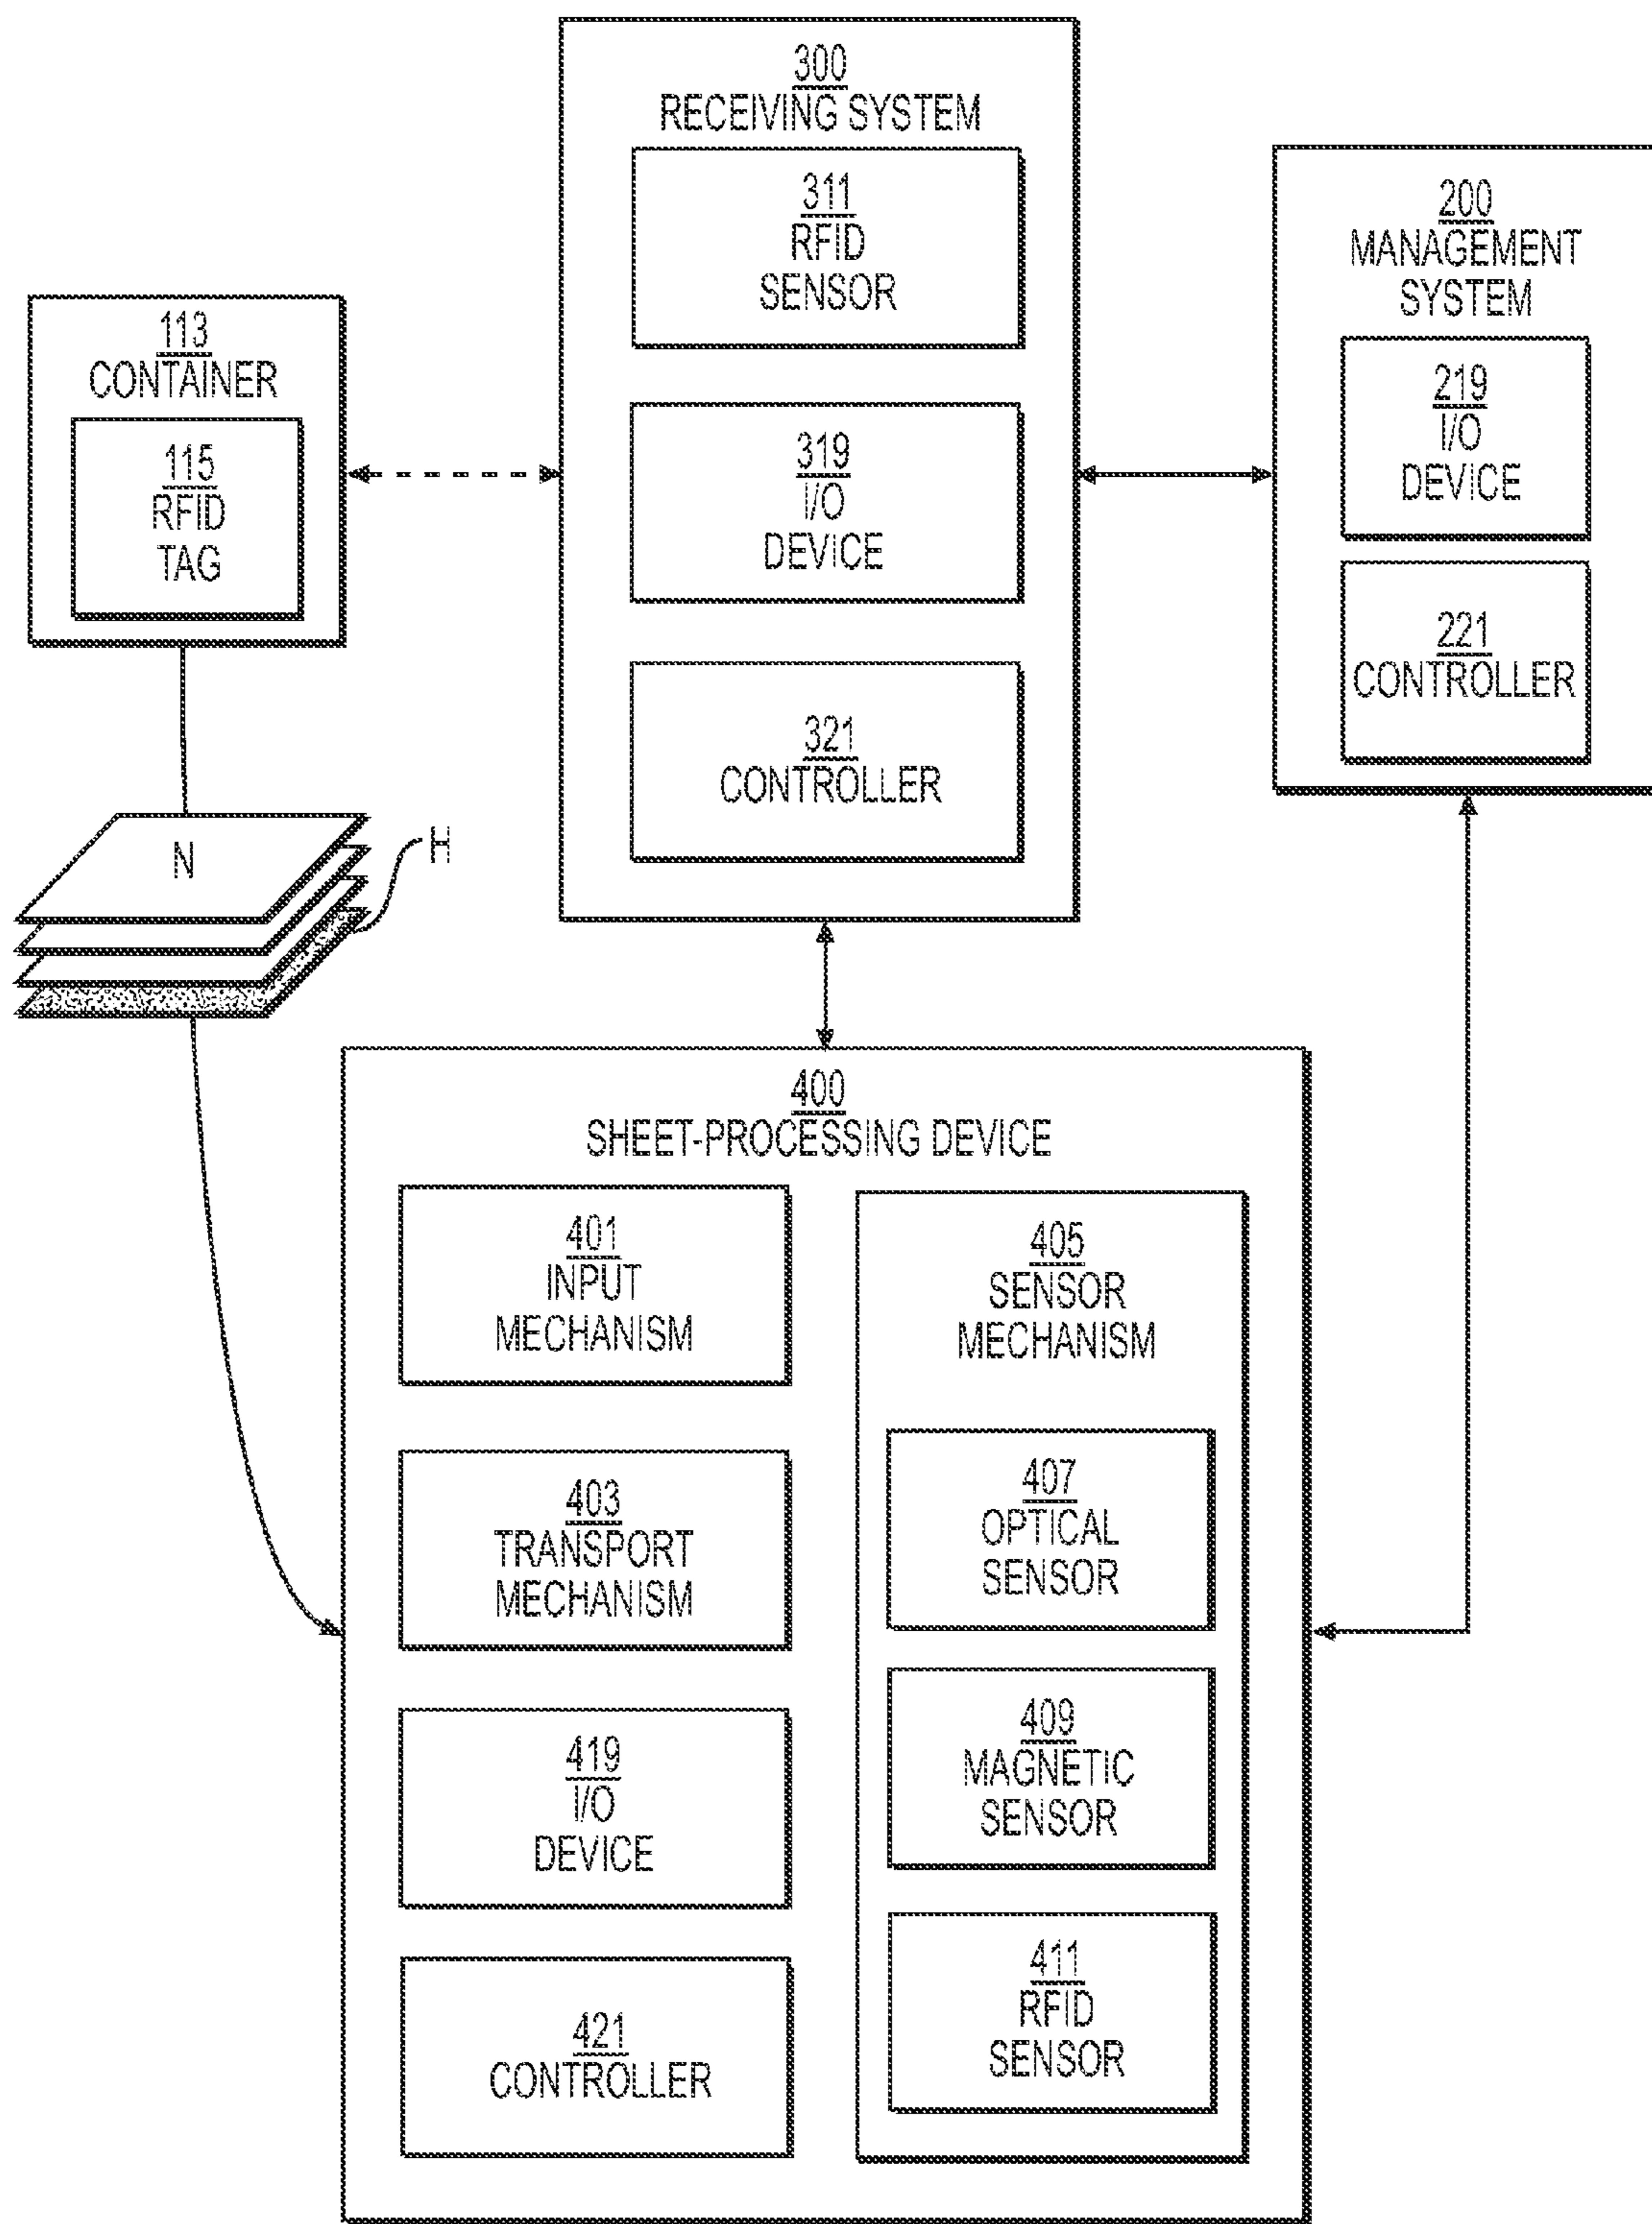 300
RECEIVING SYSTEM
311
RFID
SENSOR
319
I/O
DEVICE
321
CONTROLLER
200
MANAGEMENT
SYSTEM
219
I/O
DEVICE
221
CONTROLLER
113
CONTAINER
115
RFID
TAG
N
H
400
SHEET-PROCESSING DEVICE
401
INPUT
MECHANISM
403
TRANSPORT
MECHANISM
419
I/O
DEVICE
421
CONTROLLER
405
SENSOR
MECHANISM
407
OPTICAL
SENSOR
409
MAGNETIC
SENSOR
411
RFID
SENSOR